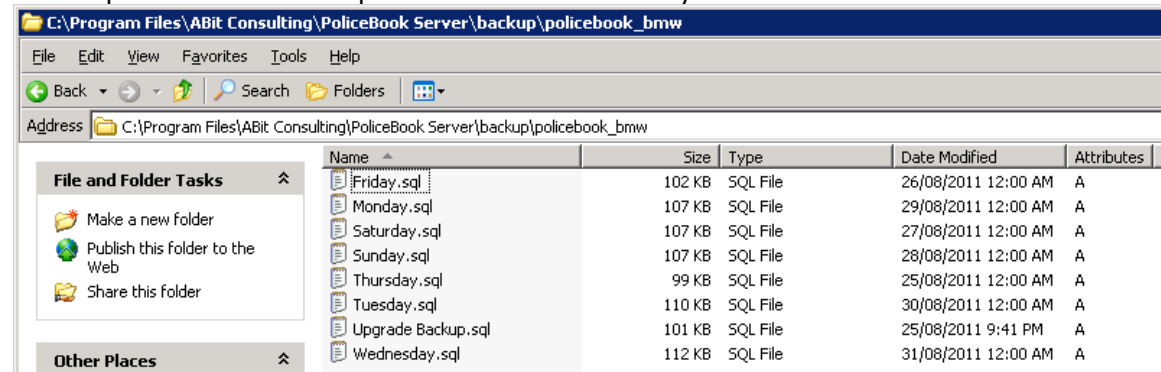 C:\Program Files\ABit Consulting\PoliceBook Server\backup\policebook_bmw
File Edit View Favorites Tools Help
Back Search Folders
Address C:\Program Files\ABit Consulting\PoliceBook Server\backup\policebook_bmw
File and Folder Tasks
Make a new folder
Publish this folder to the
Web
Share this folder
Other Places
Name Size Type Date Modified Attributes
Friday.sql 102 KB SQL File 26/08/2011 12:00 AM A
Monday.sql 107 KB SQL File 29/08/2011 12:00 AM A
Saturday.sql 107 KB SQL File 27/08/2011 12:00 AM A
Sunday.sql 107 KB SQL File 28/08/2011 12:00 AM A
Thursday.sql 99 KB SQL File 25/08/2011 12:00 AM A
Tuesday.sql 110 KB SQL File 30/08/2011 12:00 AM A
Upgrade Backup.sql 101 KB SQL File 25/08/2011 9:41 PM A
Wednesday.sql 112 KB SQL File 31/08/2011 12:00 AM A